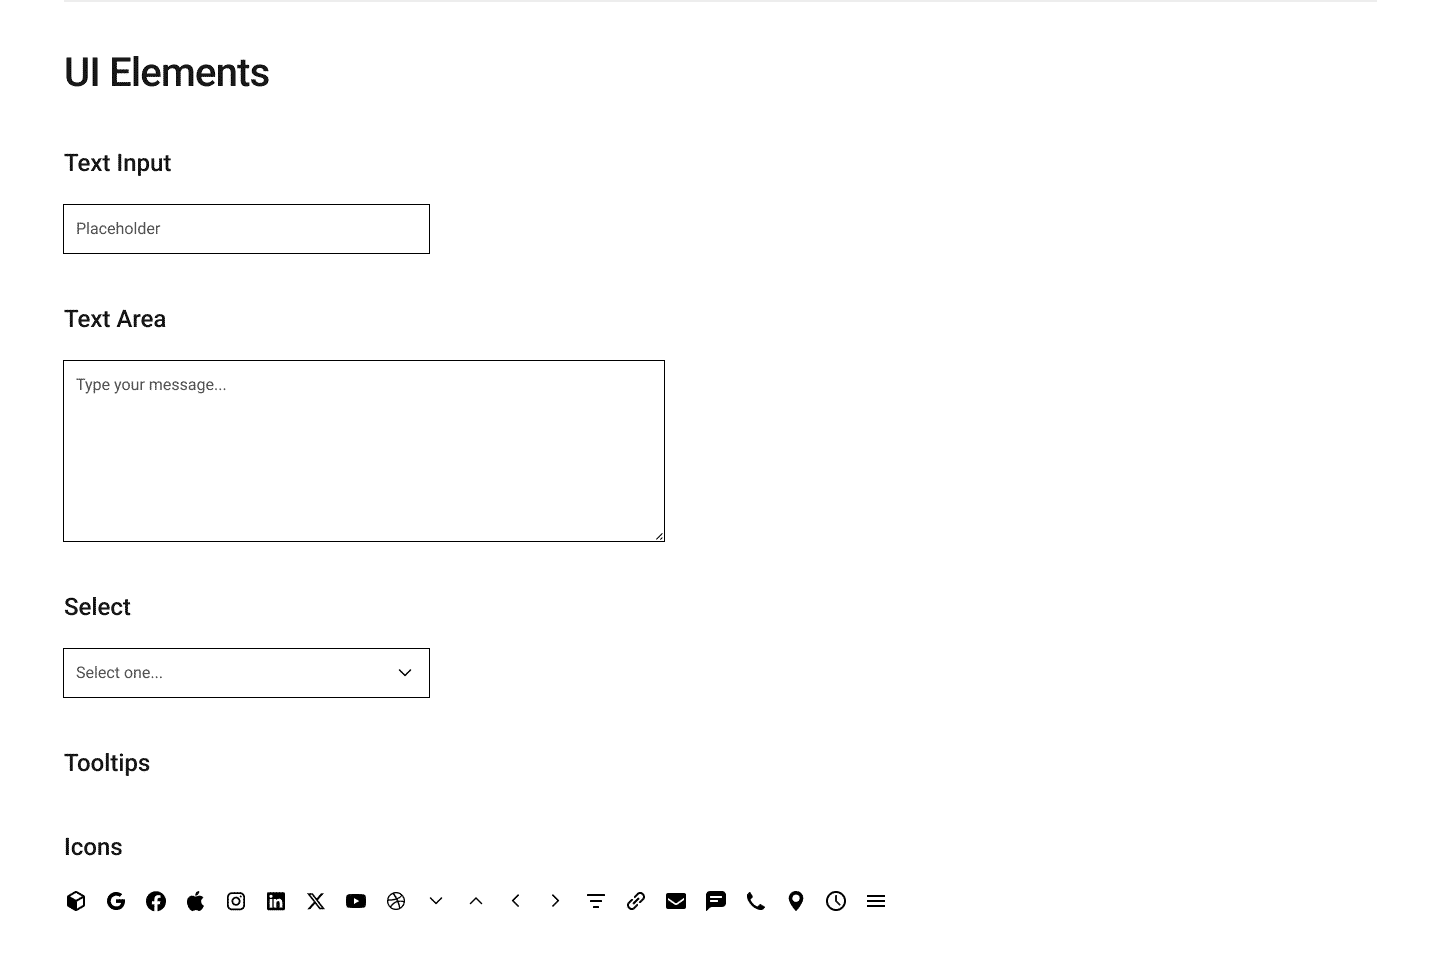 UI Elements
Text Input
Placeholder
Text Area
Type your message...
Select
Select one...
Tooltips
Icons